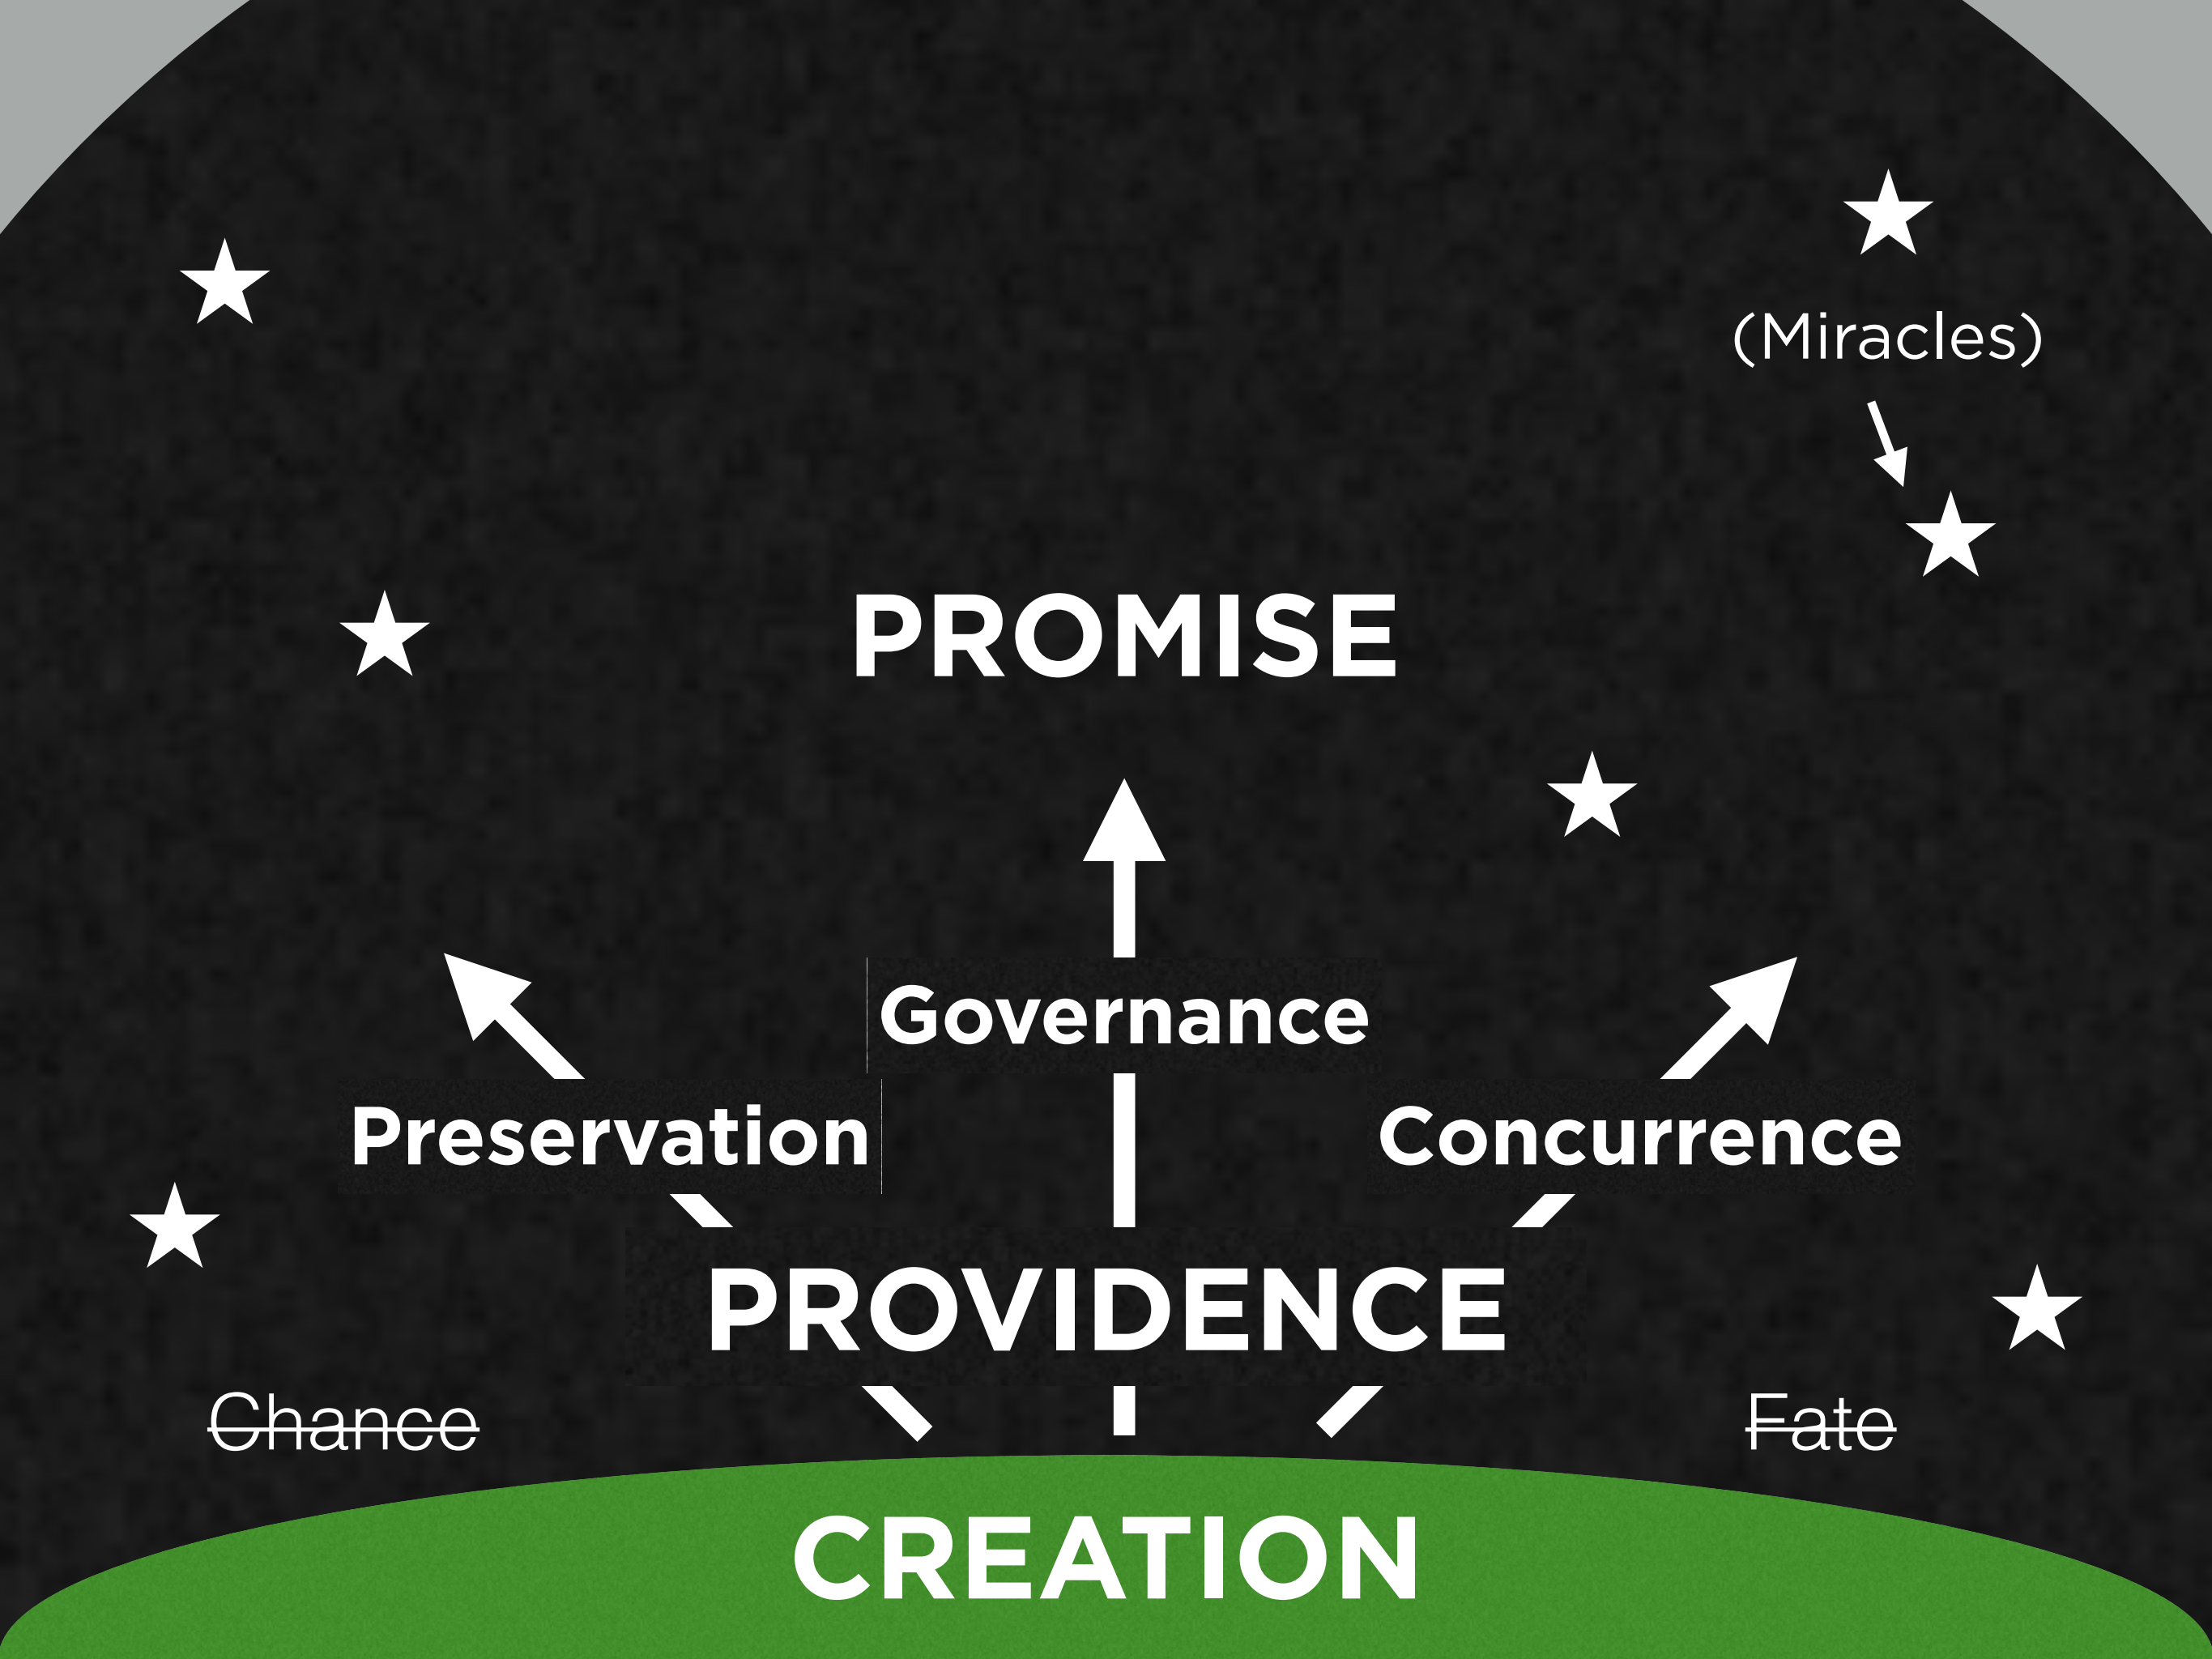 (Miracles)
PROMISE
Governance
Preservation
Concurrence
PROVIDENCE
Chance
Fate
CREATION